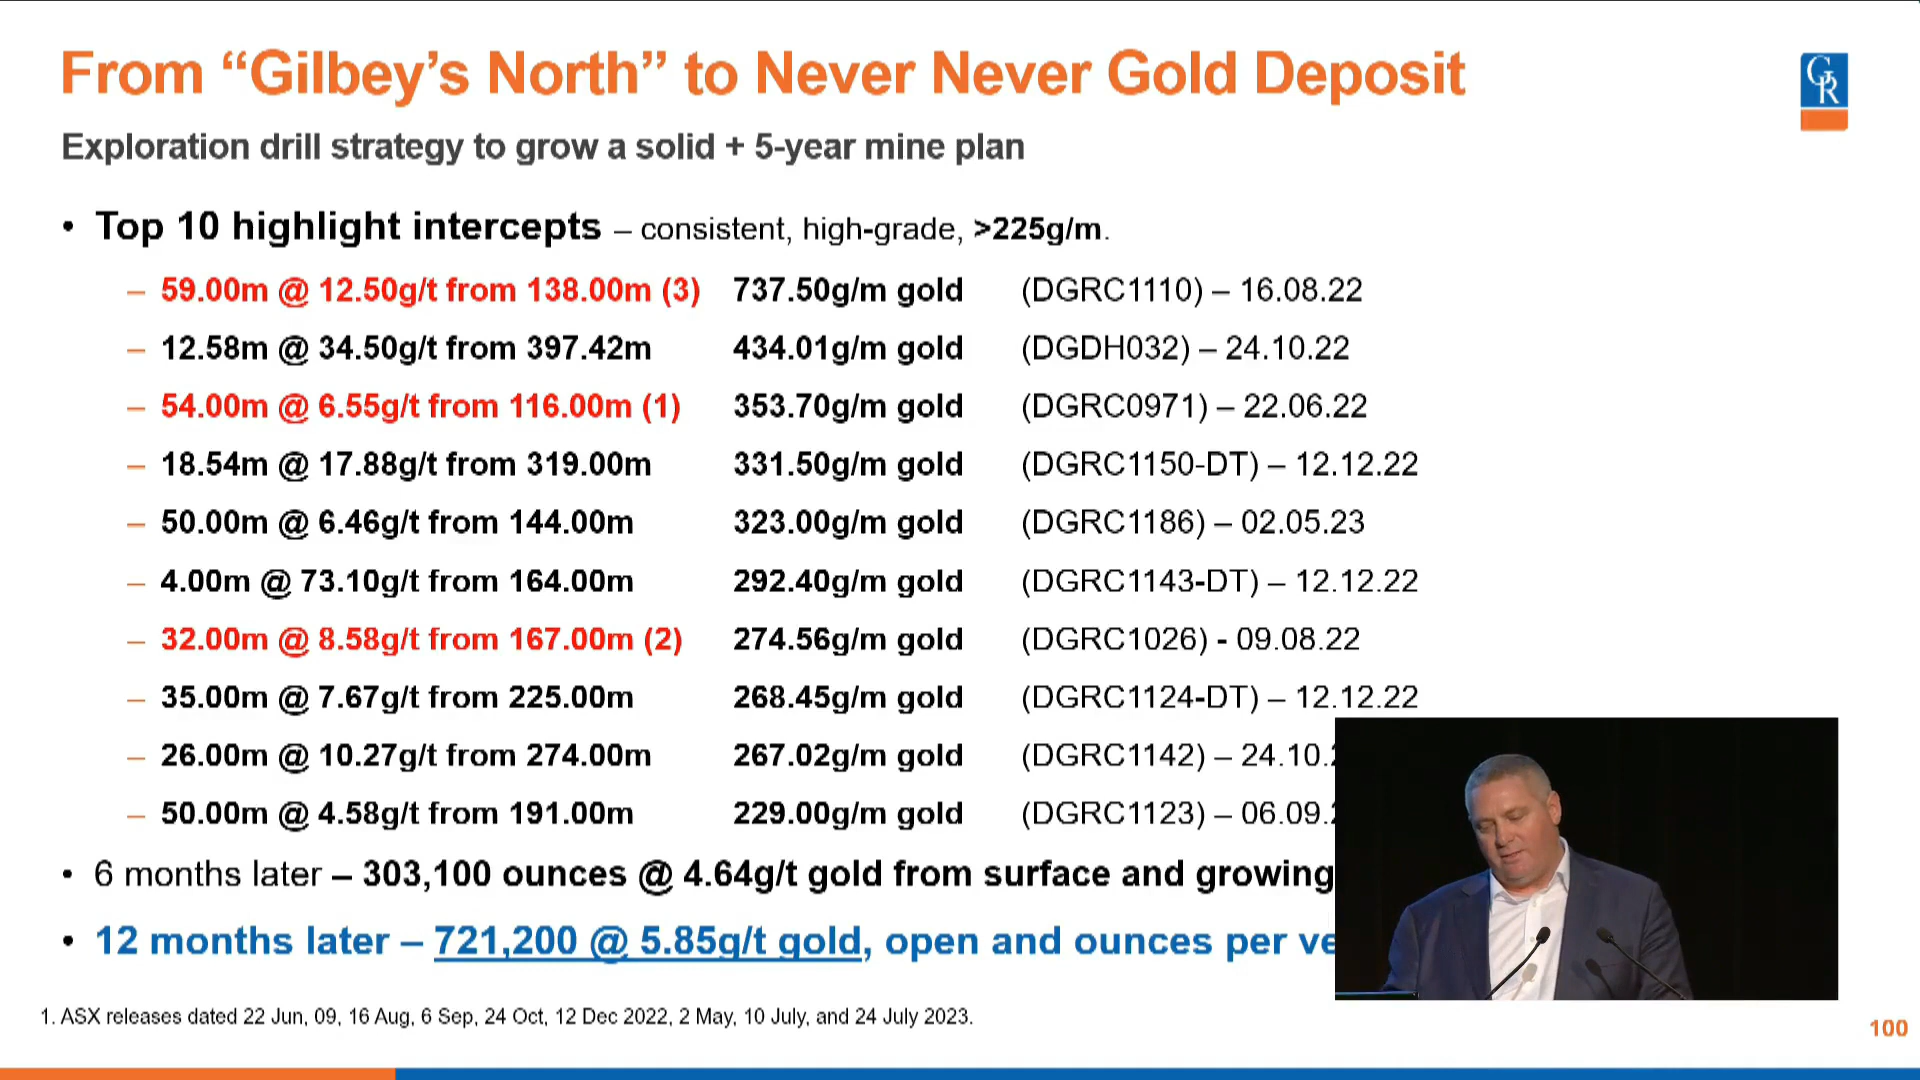 From “Gilbey’s North” to Never Never Gold Deposit
GR
Exploration drill strategy to grow a solid + 5-year mine plan
• Top 10 highlight intercepts – consistent, high-grade, >225g/m.
– 59.00m @ 12.50g/t from 138.00m (3) 737.50g/m gold (DGRC1110) – 16.08.22
– 12.58m @ 34.50g/t from 397.42m 434.01g/m gold (DGDH032) – 24.10.22
– 54.00m @ 6.55g/t from 116.00m (1) 353.70g/m gold (DGRC0971) – 22.06.22
– 18.54m @ 17.88g/t from 319.00m 331.50g/m gold (DGRC1150-DT) – 12.12.22
– 50.00m @ 6.46g/t from 144.00m 323.00g/m gold (DGRC1186) – 02.05.23
– 4.00m @ 73.10g/t from 164.00m 292.40g/m gold (DGRC1143-DT) – 12.12.22
– 32.00m @ 8.58g/t from 167.00m (2) 274.56g/m gold (DGRC1026) - 09.08.22
– 35.00m @ 7.67g/t from 225.00m 268.45g/m gold (DGRC1124-DT) – 12.12.22
– 26.00m @ 10.27g/t from 274.00m 267.02g/m gold (DGRC1142) – 24.10.
– 50.00m @ 4.58g/t from 191.00m 229.00g/m gold (DGRC1123) – 06.09.
• 6 months later – 303,100 ounces @ 4.64g/t gold from surface and growing
• 12 months later – 721,200 @ 5.85g/t gold, open and ounces per
1. ASX releases dated 22 Jun, 09, 16 Aug, 6 Sep, 24 Oct, 12 Dec 2022, 2 May, 10 July, and 24 July 2023.
100